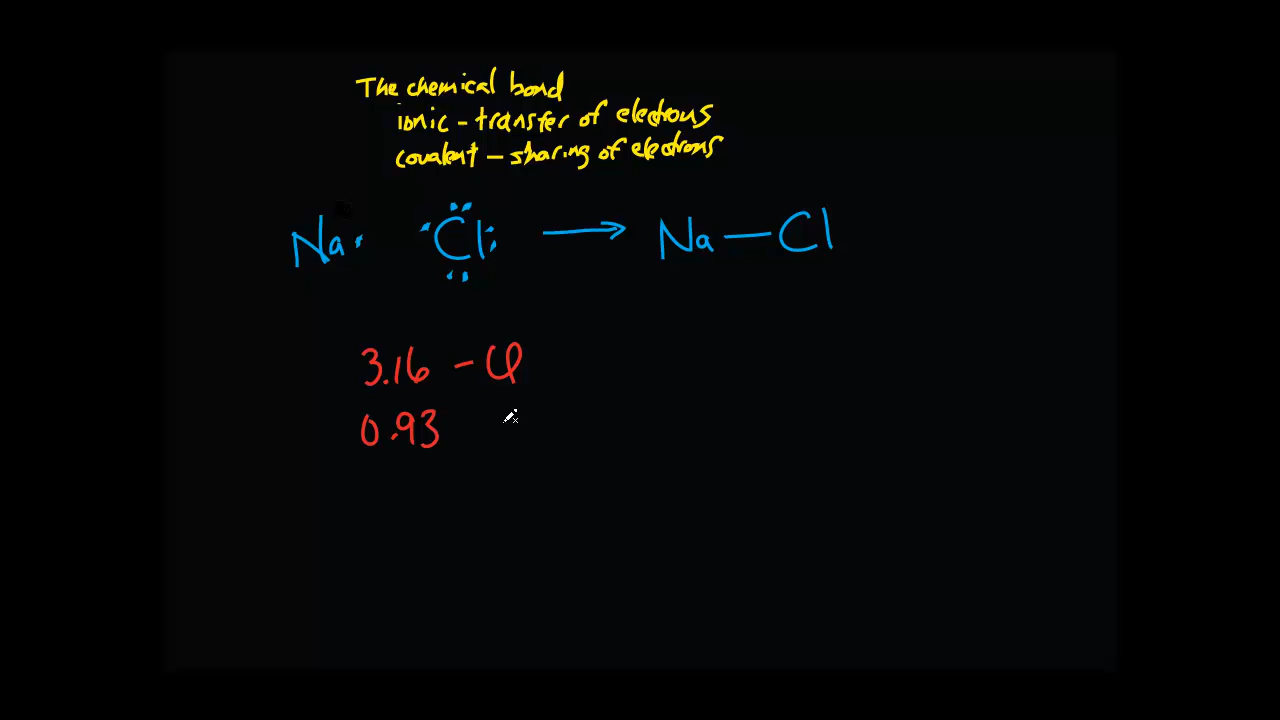 The chemical bond
ionic - transfer of electrons
covalent - sharing of electrons
Na· Cl → Na — Cl
3.16 - Cl
0.93